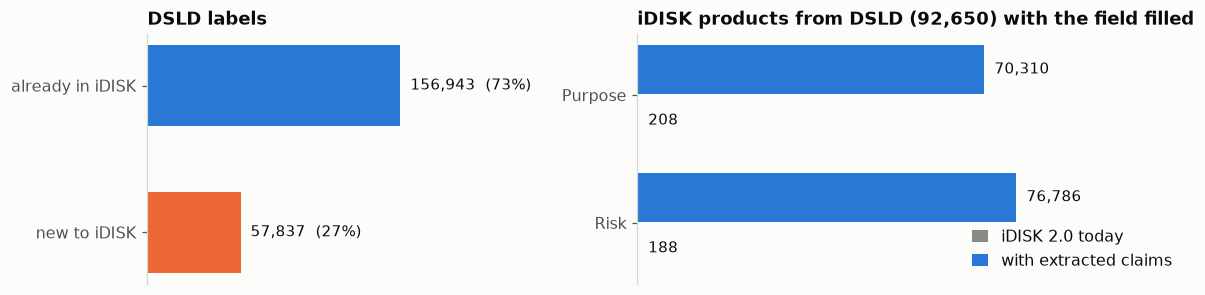 DSLD labels
already in iDISK
156,943 (73%)
new to iDISK
57,837 (27%)
iDISK products from DSLD (92,650) with the field filled
Purpose
70,310
208
Risk
76,786
188
iDISK 2.0 today
with extracted claims